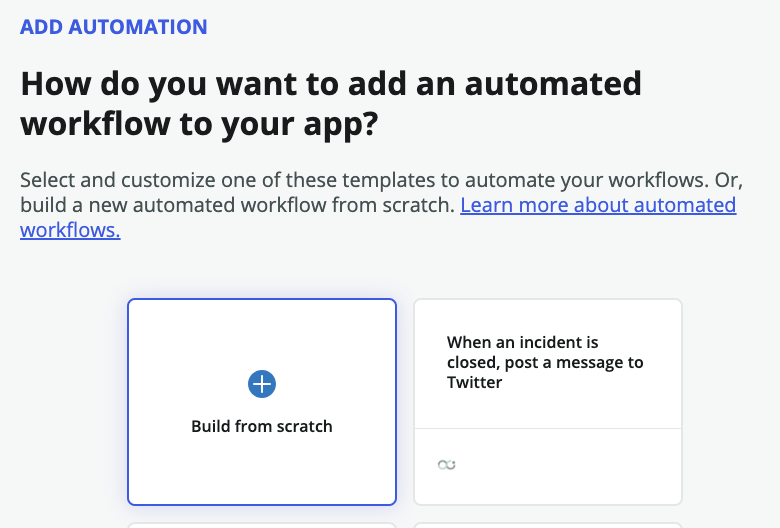 ADD AUTOMATION
How do you want to add an automated
workflow to your app?
Select and customize one of these templates to automate your workflows. Or,
build a new automated workflow from scratch. Learn more about automated
workflows.
Build from scratch
When an incident is
closed, post a message to
Twitter